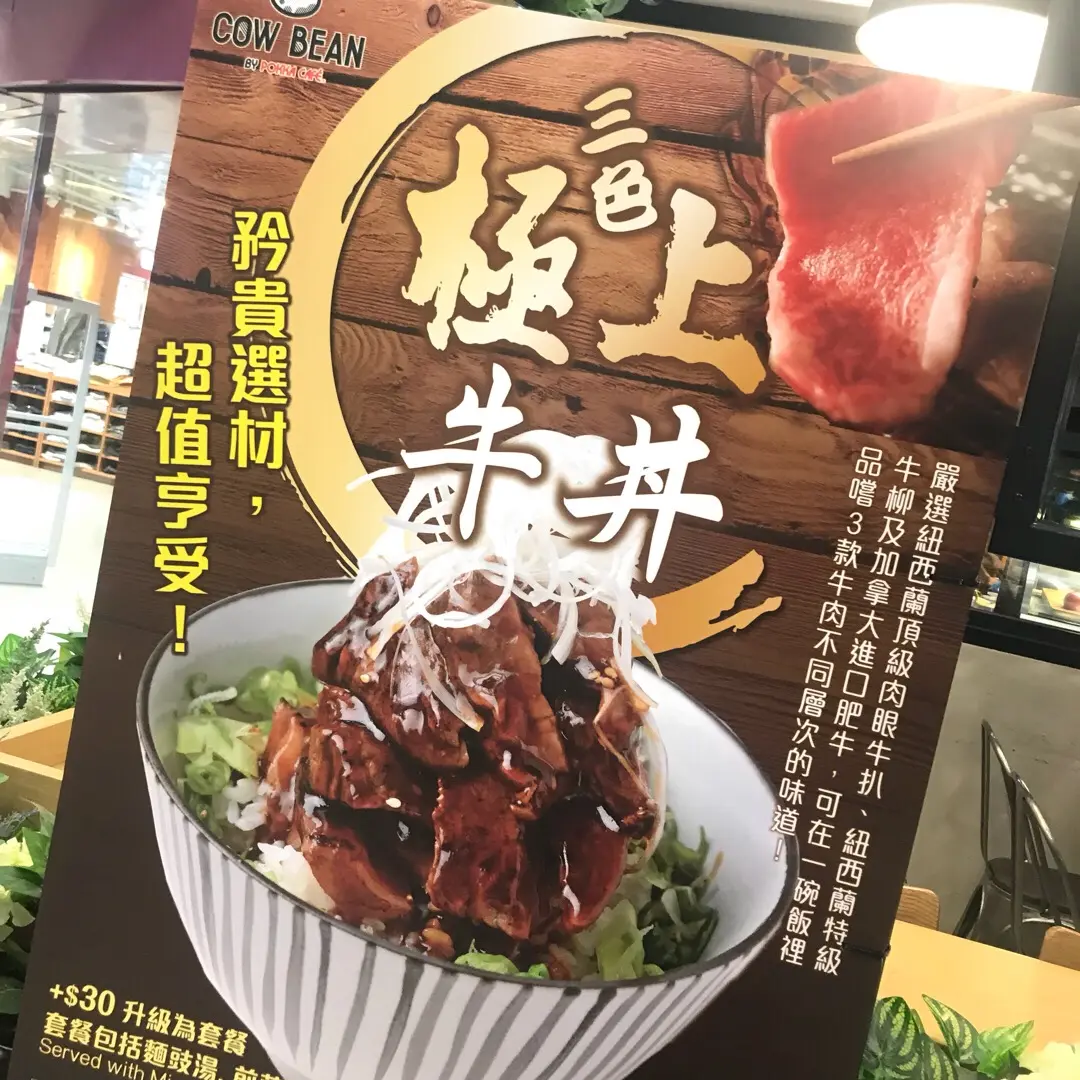 COW BEAN
BY POKKA CAFÉ
三色
極上
牛丼
矜貴選材，
超值享受！
嚴選紐西蘭頂級肉眼牛扒、紐西蘭特級
牛柳及加拿大進口肥牛，可在一碗飯裡
品嚐3款牛肉不同層次的味道！
+$30 升級為套餐
套餐包括麵豉湯,
Served with